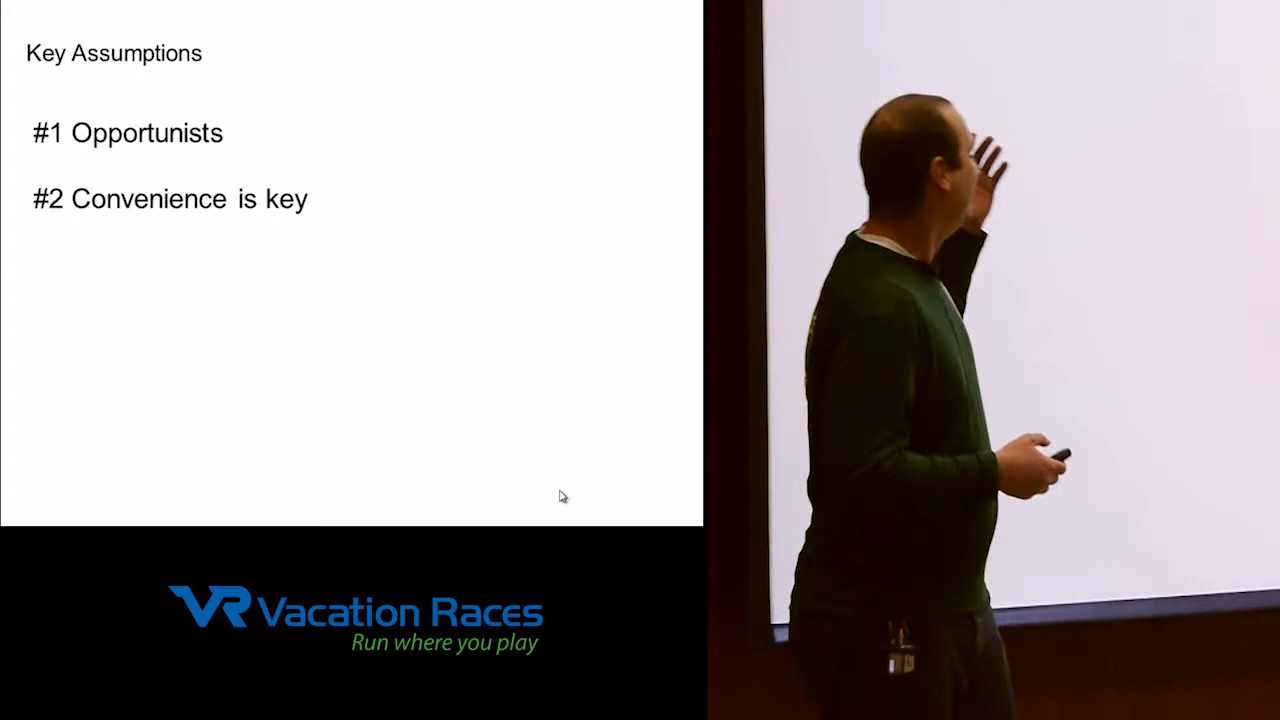 Key Assumptions
#1 Opportunists
#2 Convenience is key
VR Vacation Races
Run where you play